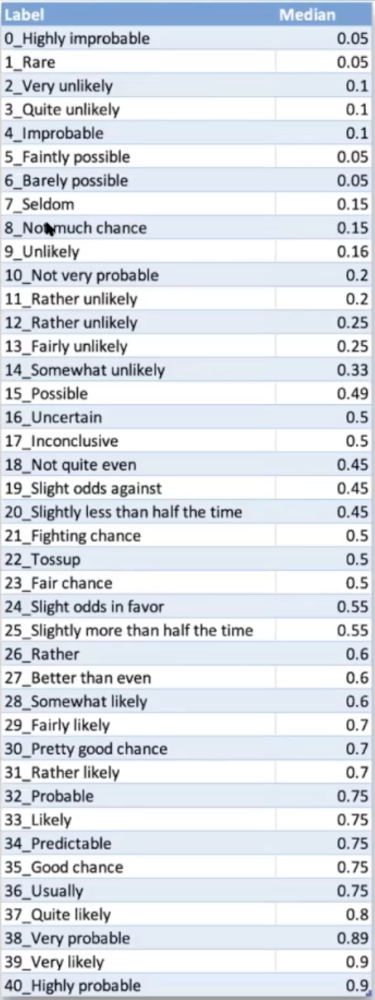 Label Median
0_Highly improbable 0.05
1_Rare 0.05
2_Very unlikely 0.1
3_Quite unlikely 0.1
4_Improbable 0.1
5_Faintly possible 0.05
6_Barely possible 0.05
7_Seldom 0.15
8_Not much chance 0.15
9_Unlikely 0.16
10_Not very probable 0.2
11_Rather unlikely 0.2
12_Rather unlikely 0.25
13_Fairly unlikely 0.25
14_Somewhat unlikely 0.33
15_Possible 0.49
16_Uncertain 0.5
17_Inconclusive 0.5
18_Not quite even 0.45
19_Slight odds against 0.45
20_Slightly less than half the time 0.45
21_Fighting chance 0.5
22_Tossup 0.5
23_Fair chance 0.5
24_Slight odds in favor 0.55
25_Slightly more than half the time 0.55
26_Rather 0.6
27_Better than even 0.6
28_Somewhat likely 0.6
29_Fairly likely 0.7
30_Pretty good chance 0.7
31_Rather likely 0.7
32_Probable 0.75
33_Likely 0.75
34_Predictable 0.75
35_Good chance 0.75
36_Usually 0.75
37_Quite likely 0.8
38_Very probable 0.89
39_Very likely 0.9
40_Highly probable 0.9